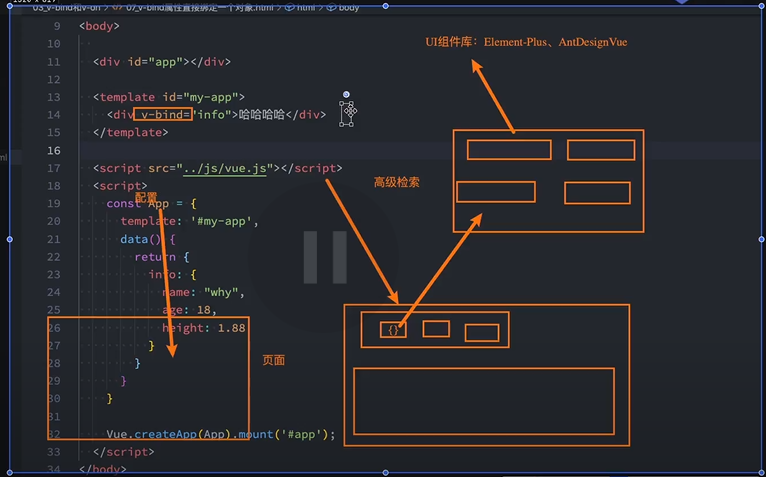 03_v-bind和v-on
07_v-bind属性直接绑定一个对象.html
html
body
9 <body>
10
11 <div id="app"></div>
12
13 <template id="my-app">
14 <div v-bind="info">哈哈哈哈</div>
15 </template>
16
17 <script src="../js/vue.js"></script>
18 <script>
19 const App = {
20 template: '#my-app',
21 data() {
22 return {
23 info: {
24 name: "why",
25 age: 18,
26 height: 1.88
27 }
28 }
29 }
30 }
31
32 Vue.createApp(App).mount('#app');
33 </script>
34 </body>
配置
页面
UI组件库：Element-Plus、AntDesignVue
高级检索
{}